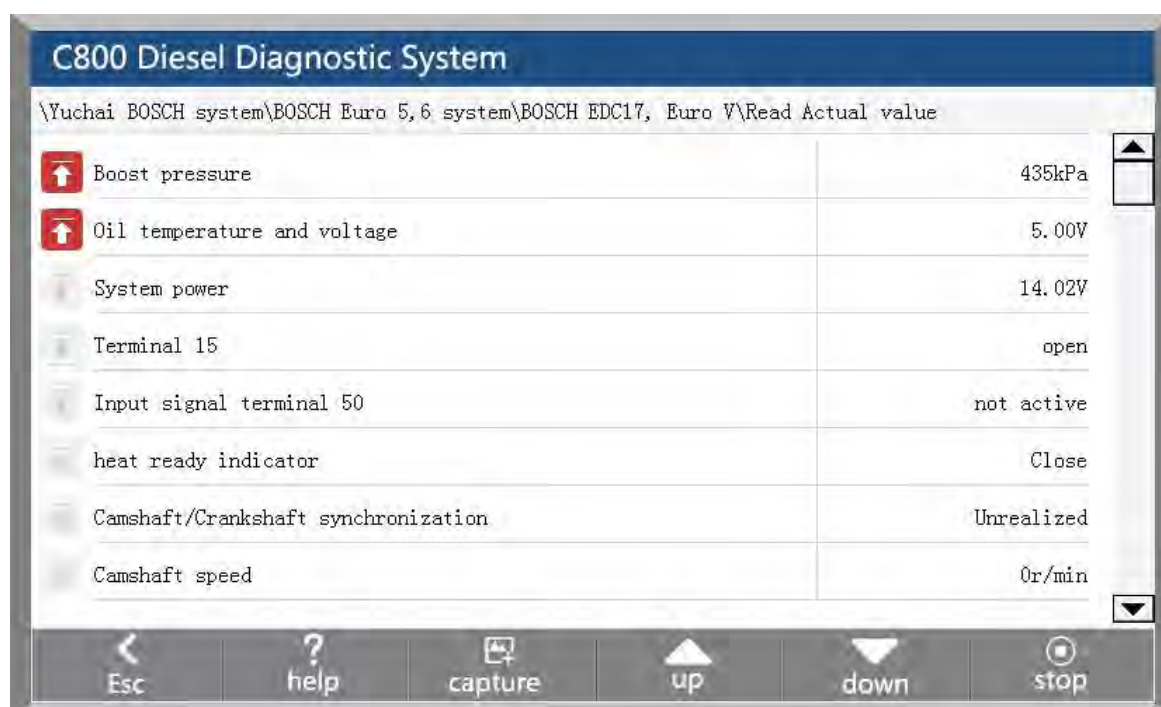 C800 Diesel Diagnostic System
\Yuchai BOSCH system\BOSCH Euro 5,6 system\BOSCH EDC17, Euro V\Read Actual value
Boost pressure 435kPa
Oil temperature and voltage 5.00V
System power 14.02V
Terminal 15 open
Input signal terminal 50 not active
heat ready indicator Close
Camshaft/Crankshaft synchronization Unrealized
Camshaft speed 0r/min
? 
Esc help capture up down stop